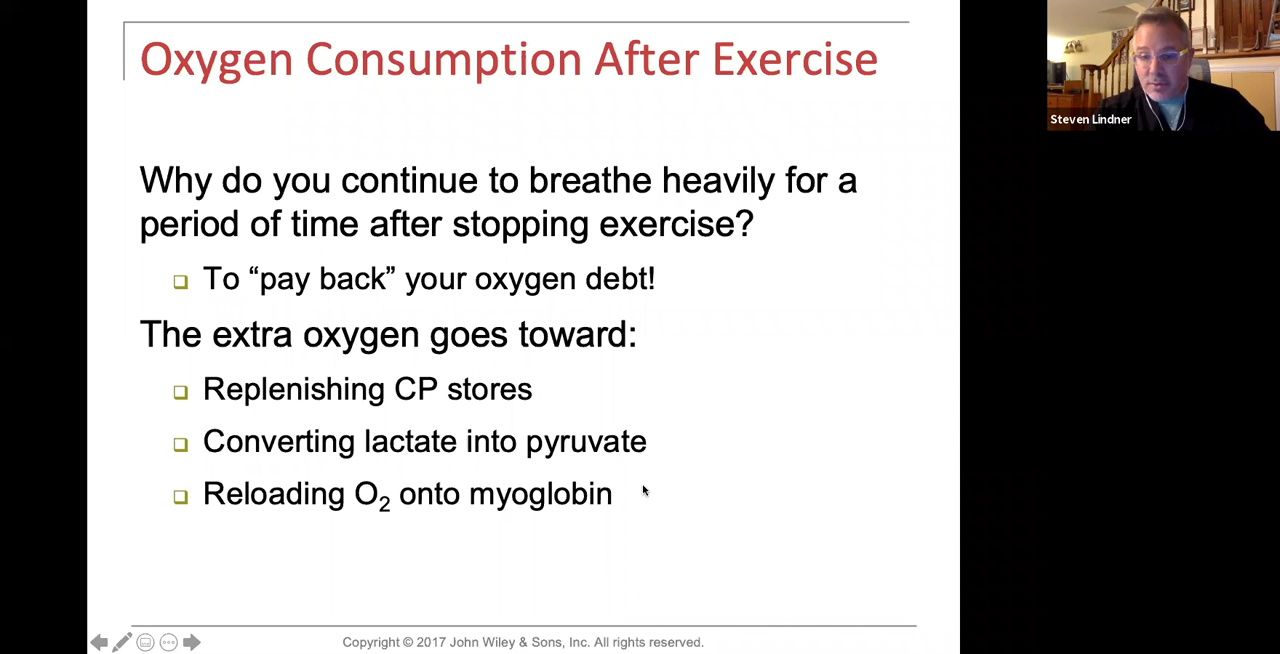 Oxygen Consumption After Exercise
Why do you continue to breathe heavily for a
period of time after stopping exercise?
To “pay back” your oxygen debt!
The extra oxygen goes toward:
Replenishing CP stores
Converting lactate into pyruvate
Reloading O₂ onto myoglobin
Copyright © 2017 John Wiley & Sons, Inc. All rights reserved.
Steven Lindner